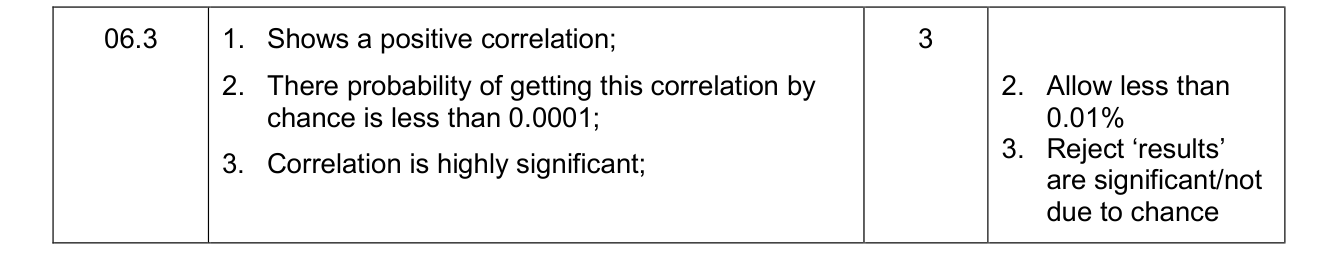 06.3
1. Shows a positive correlation;
2. There probability of getting this correlation by
chance is less than 0.0001;
3. Correlation is highly significant;
3
2. Allow less than
0.01%
3. Reject ‘results’
are significant/not
due to chance